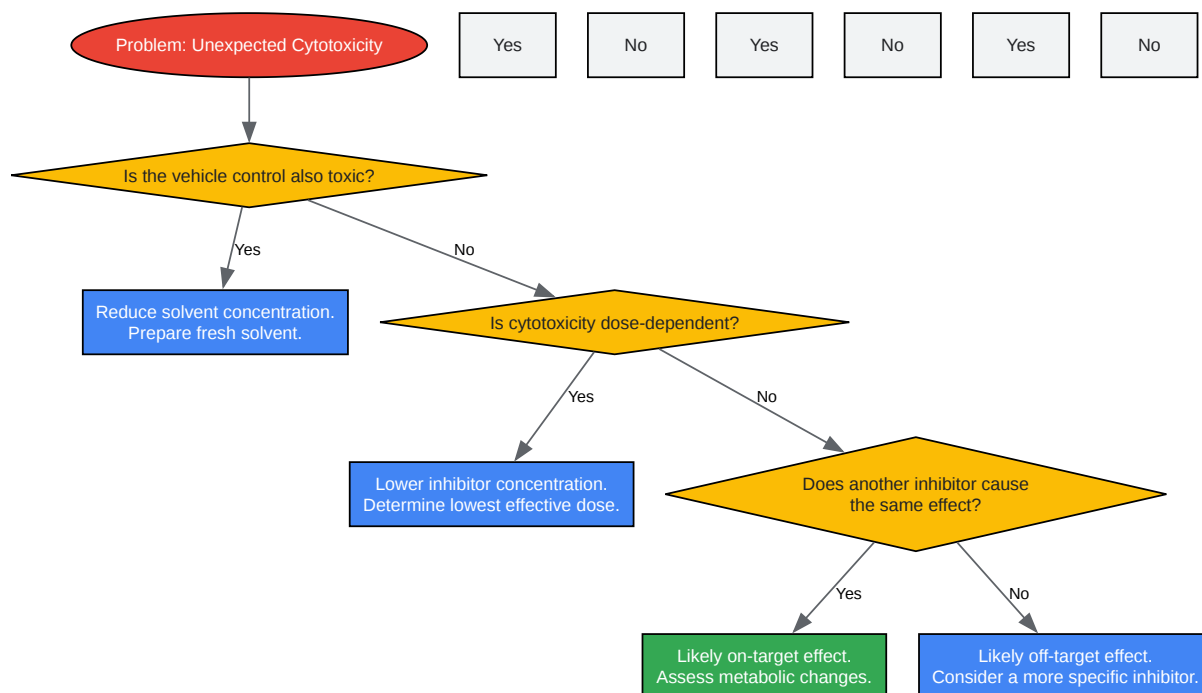 Problem: Unexpected Cytotoxicity
Yes
No
Yes
No
Yes
No
Is the vehicle control also toxic?
Yes
No
Reduce solvent concentration.
Prepare fresh solvent.
Is cytotoxicity dose-dependent?
Yes
No
Lower inhibitor concentration.
Determine lowest effective dose.
Does another inhibitor cause
the same effect?
Yes
No
Likely on-target effect.
Assess metabolic changes.
Likely off-target effect.
Consider a more specific inhibitor.